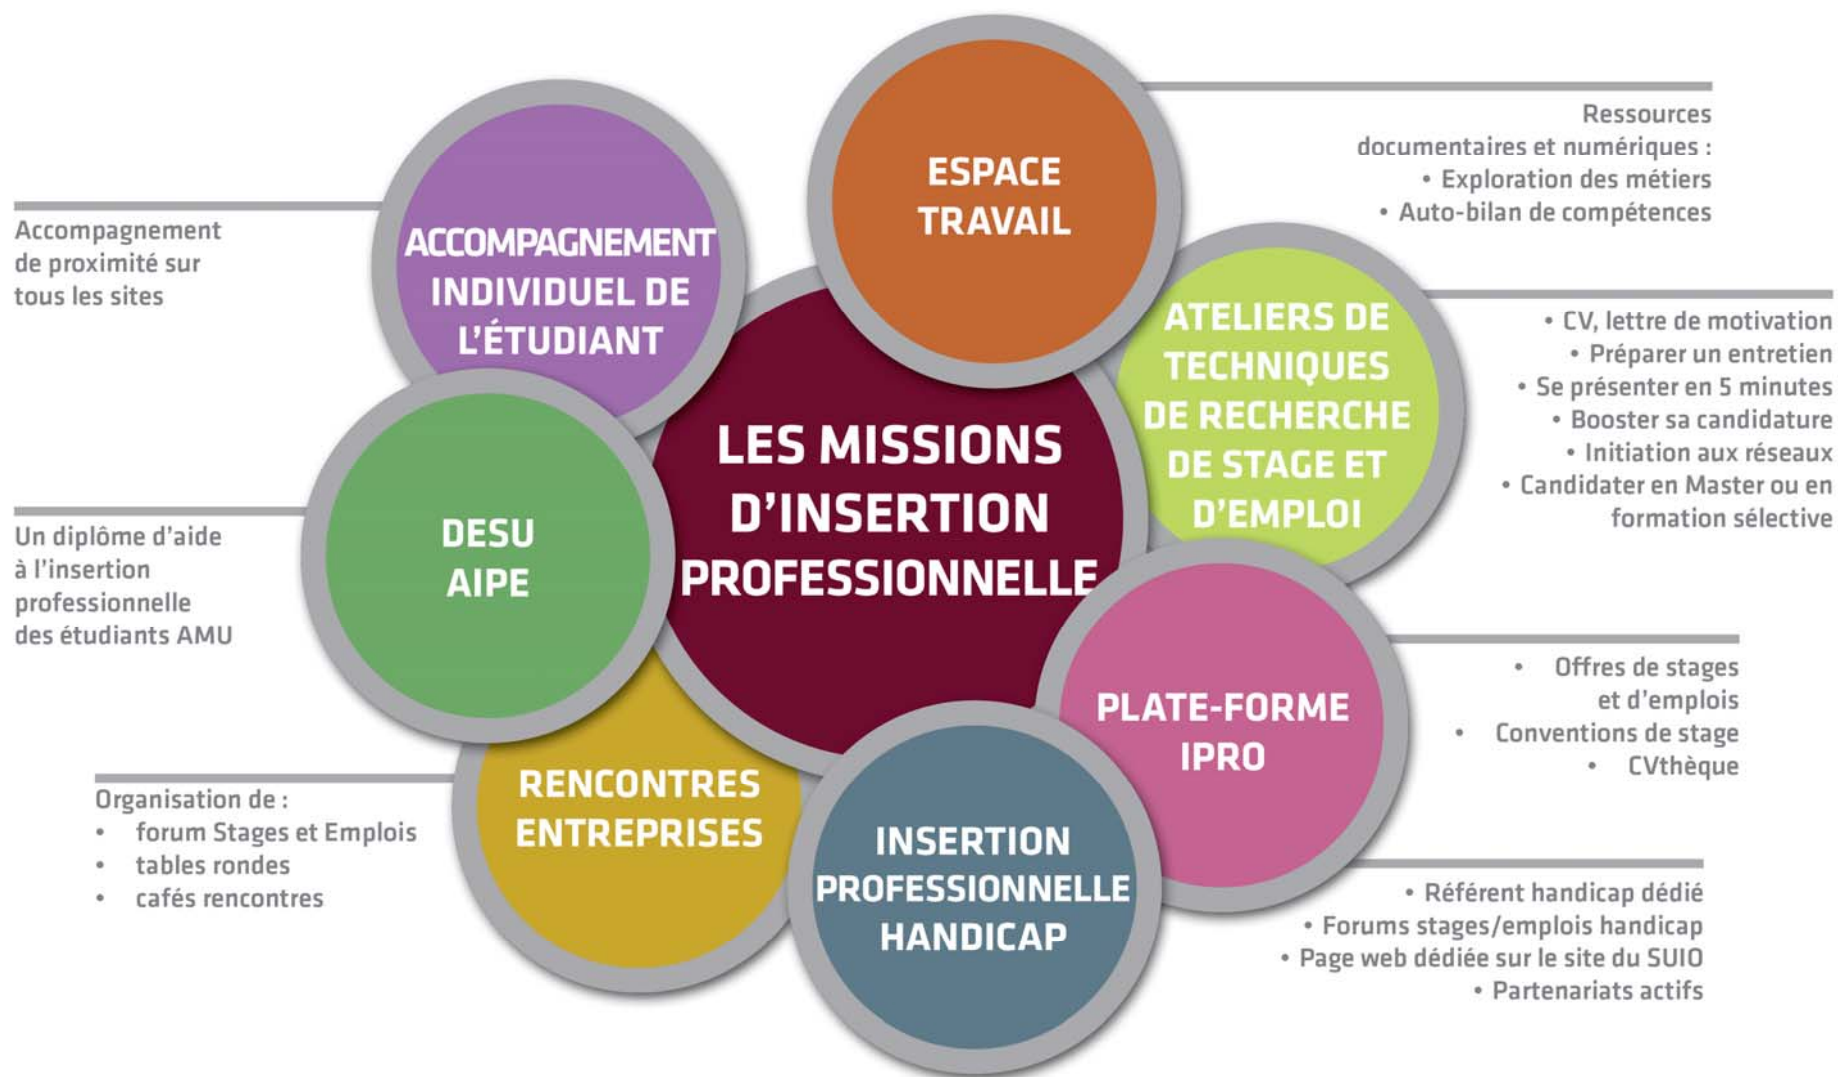 ESPACE
TRAVAIL
Ressources
documentaires et numériques :
• Exploration des métiers
• Auto-bilan de compétences
ACCOMPAGNEMENT
INDIVIDUEL DE
L'ÉTUDIANT
Accompagnement
de proximité sur
tous les sites
ATELIERS DE
TECHNIQUES
DE RECHERCHE
DE STAGE ET
D'EMPLOI
• CV, lettre de motivation
• Préparer un entretien
• Se présenter en 5 minutes
• Booster sa candidature
• Initiation aux réseaux
• Candidater en Master ou en
formation sélective
LES MISSIONS
D'INSERTION
PROFESSIONNELLE
DESU
AIPE
Un diplôme d'aide
à l'insertion
professionnelle
des étudiants AMU
PLATE-FORME
IPRO
• Offres de stages
et d'emplois
• Conventions de stage
• CVthèque
RENCONTRES
ENTREPRISES
Organisation de :
• forum Stages et Emplois
• tables rondes
• cafés rencontres
INSERTION
PROFESSIONNELLE
HANDICAP
• Référent handicap dédié
• Forums stages/emplois handicap
• Page web dédiée sur le site du SUIO
• Partenariats actifs